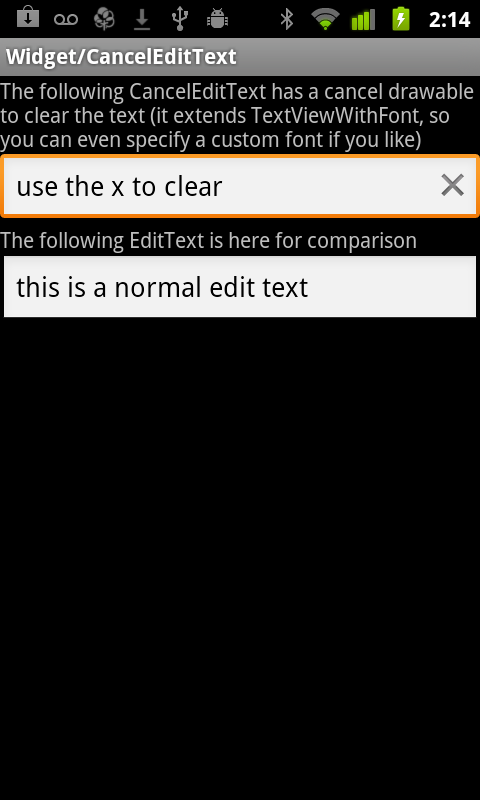 2:14
Widget/CancelEditText
The following CancelEditText has a cancel drawable
to clear the text (it extends TextViewWithFont, so
you can even specify a custom font if you like)
use the x to clear
The following EditText is here for comparison
this is a normal edit text